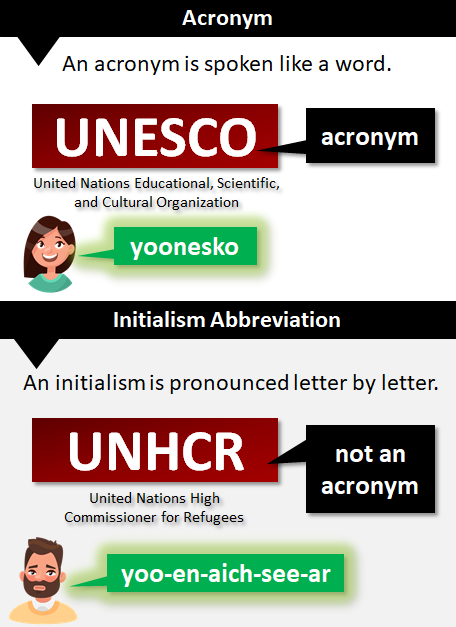 Acronym
An acronym is spoken like a word.
UNESCO
acronym
United Nations Educational, Scientific,
and Cultural Organization
yoonesko
Initialism Abbreviation
An initialism is pronounced letter by letter.
UNHCR
not an
acronym
United Nations High
Commissioner for Refugees
yoo-en-aich-see-ar